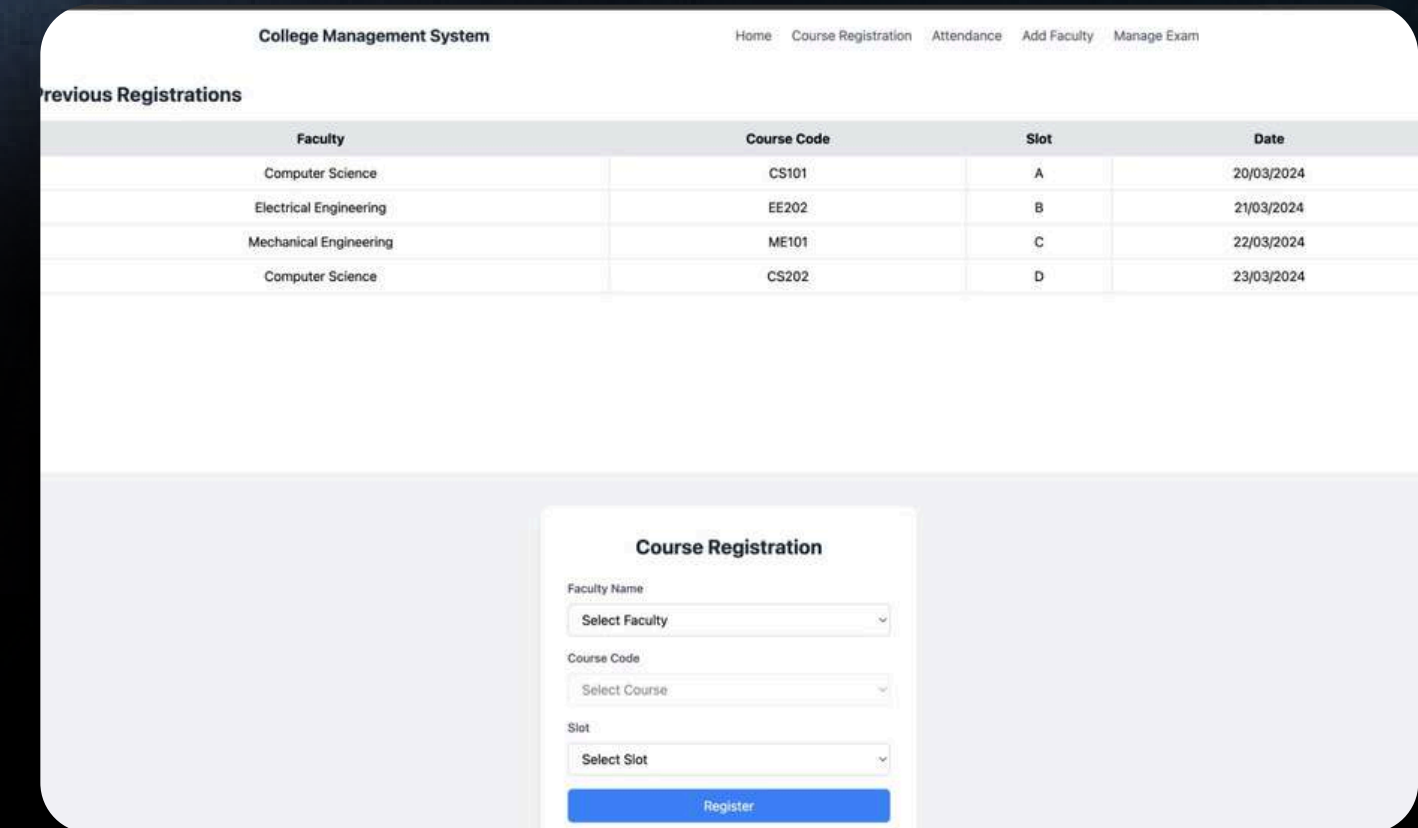 College Management System Home Course Registration Attendance Add Faculty Manage Exam
revious Registrations
Faculty Course Code Slot Date
Computer Science CS101 A 20/03/2024
Electrical Engineering EE202 B 21/03/2024
Mechanical Engineering ME101 C 22/03/2024
Computer Science CS202 D 23/03/2024
Course Registration
Faculty Name
Select Faculty
Course Code
Select Course
Slot
Select Slot
Register